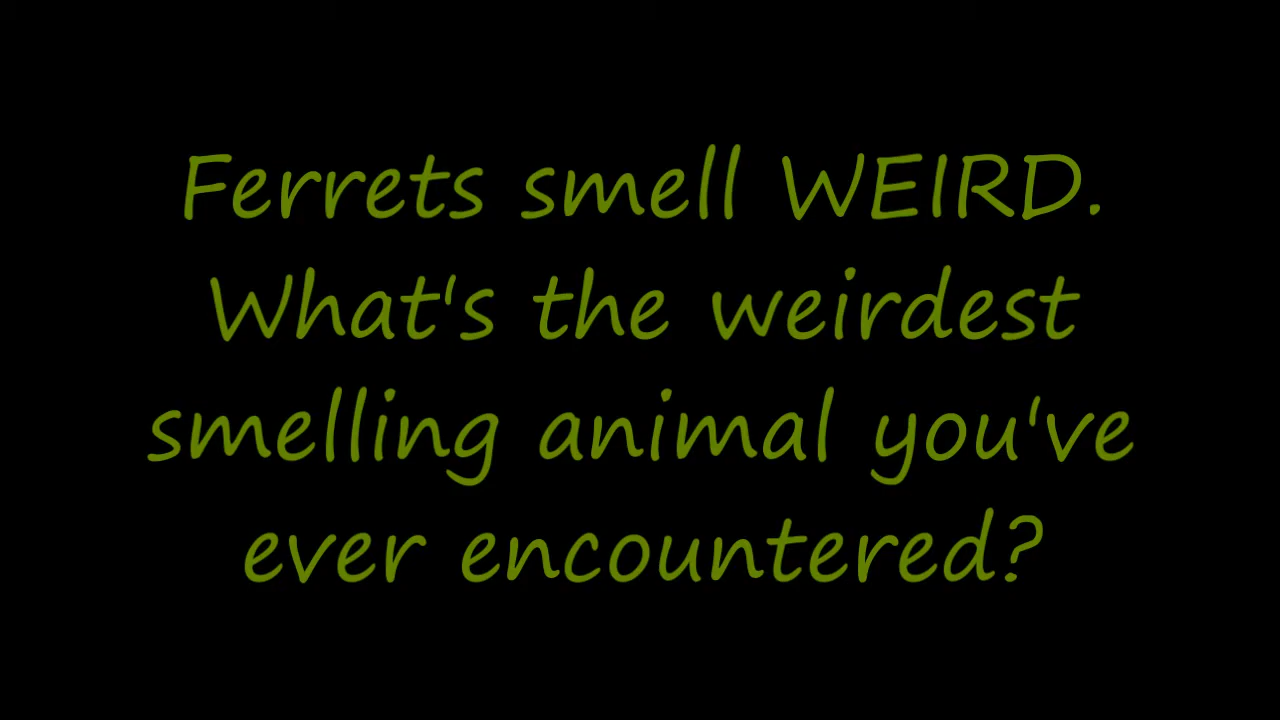 Ferrets smell WEIRD.
What's the weirdest
smelling animal you've
ever encountered?